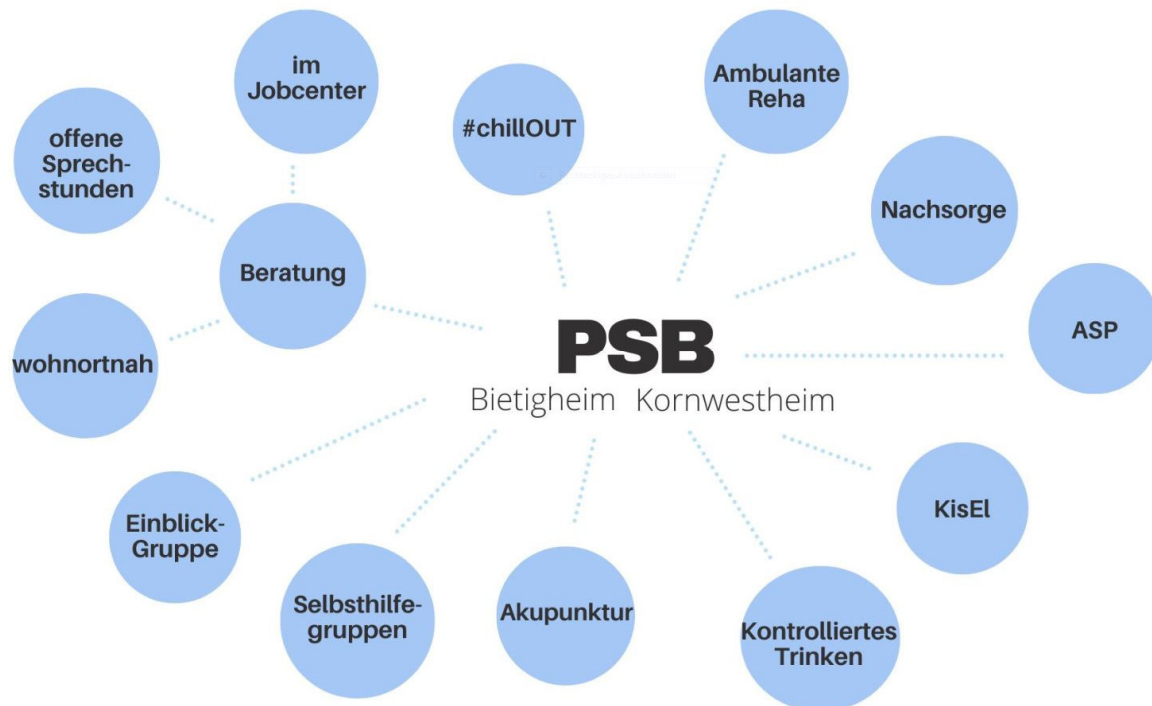 im
Jobcenter
#chillOUT
Ambulante
Reha
offene
Sprech-
stunden
Nachsorge
Beratung
wohnortnah
PSB
Bietigheim Kornwestheim
ASP
Einblick-
Gruppe
Selbsthilfe-
gruppen
Akupunktur
Kontrolliertes
Trinken
KisEl